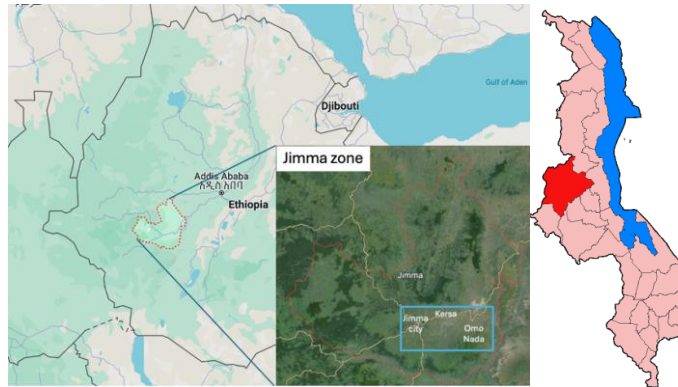 Gulf of Aden
Djibouti
Addis Ababa
አዲስ አበባ
Ethiopia
Jimma zone
Jimma
Jimma
city
Kersa
Omo
Nada